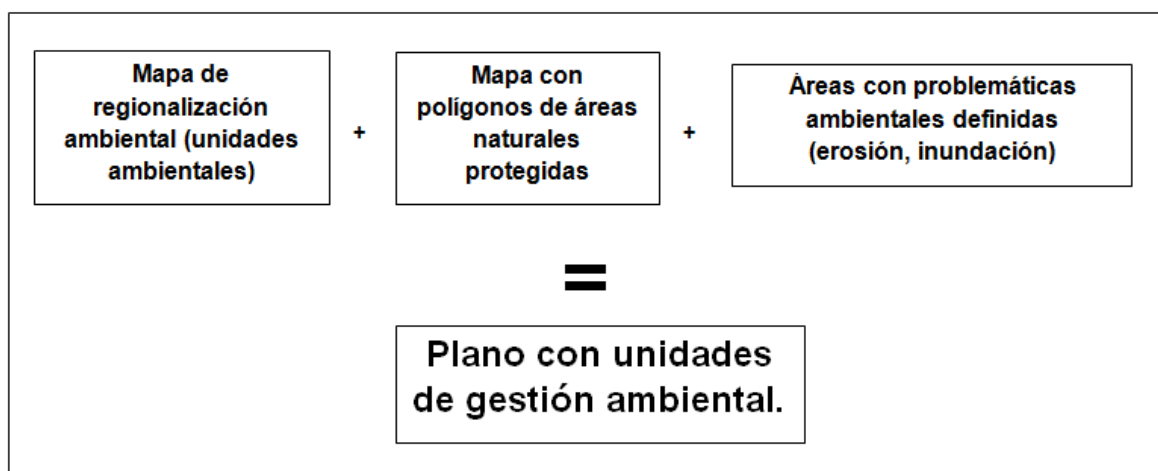 Mapa de
regionalización
ambiental (unidades
ambientales)
+
Mapa con
polígonos de áreas
naturales
protegidas
+
Áreas con problemáticas
ambientales definidas
(erosión, inundación)
=
Plano con unidades
de gestión ambiental.